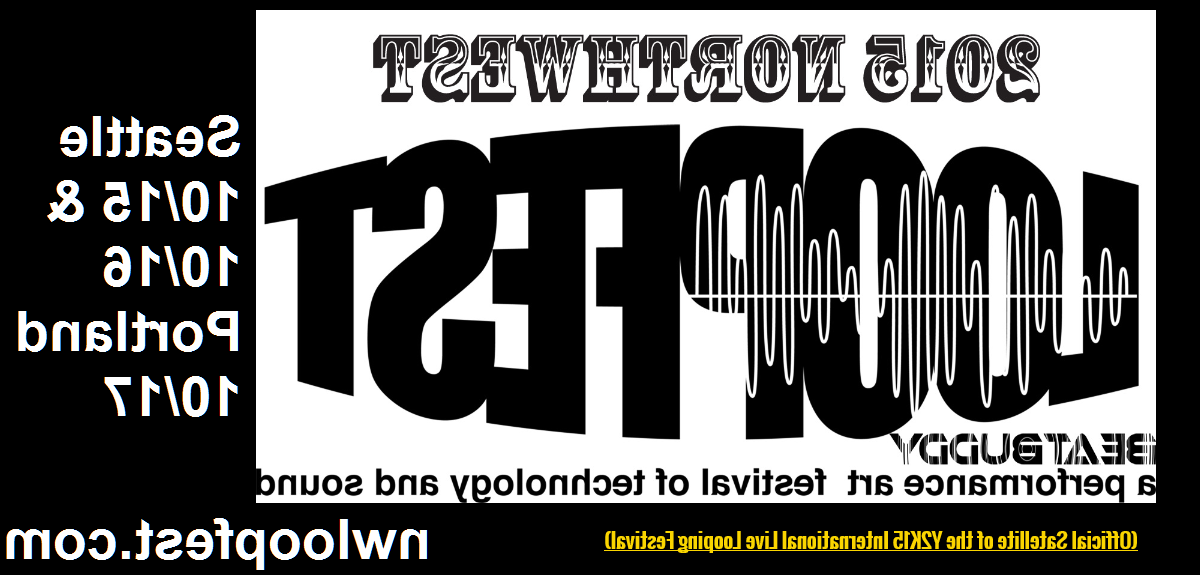 2015 NORTHWEST
LOOPFEST
BEATBUDDY
a performance art festival of technology and sound
Seattle
10/15 &
10/16
Portland
10/17
(Official Satellite of the Y2K15 International Live Looping Festival)
nwloopfest.com